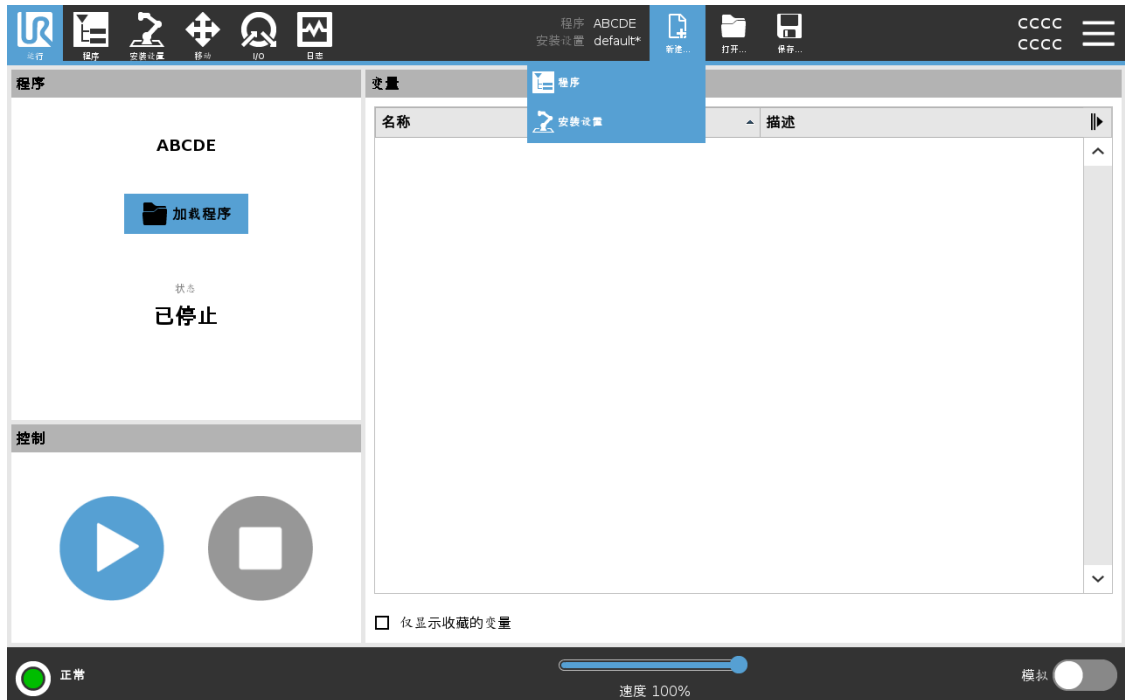 UR
运行
程序
安装设置
移动
I/O
日志
程序 ABCDE
安装设置 default*
新建...
打开...
保存...
CCCC
CCCC
程序
安装设置
程序
变量
ABCDE
加载程序
状态
已停止
名称
描述
控制
仅显示收藏的变量
正常
速度 100%
模拟